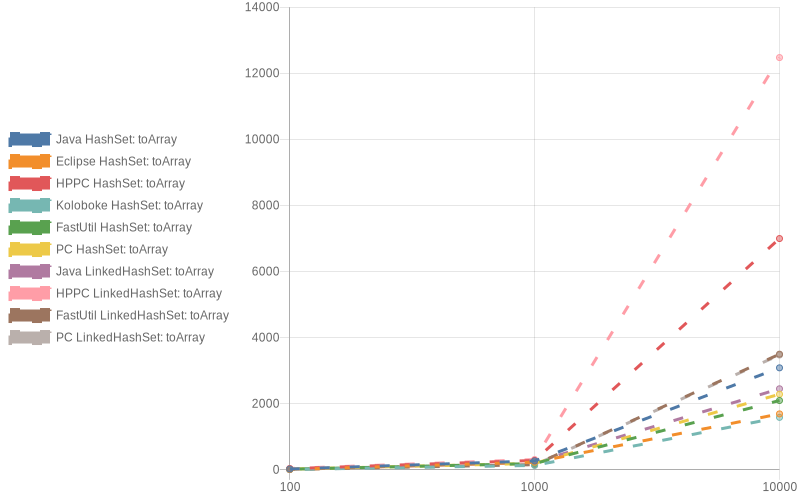 14000
12000
10000
8000
6000
4000
2000
0
100
1000
10000
Java HashSet: toArray
Eclipse HashSet: toArray
HPPC HashSet: toArray
Koloboke HashSet: toArray
FastUtil HashSet: toArray
PC HashSet: toArray
Java LinkedHashSet: toArray
HPPC LinkedHashSet: toArray
FastUtil LinkedHashSet: toArray
PC LinkedHashSet: toArray